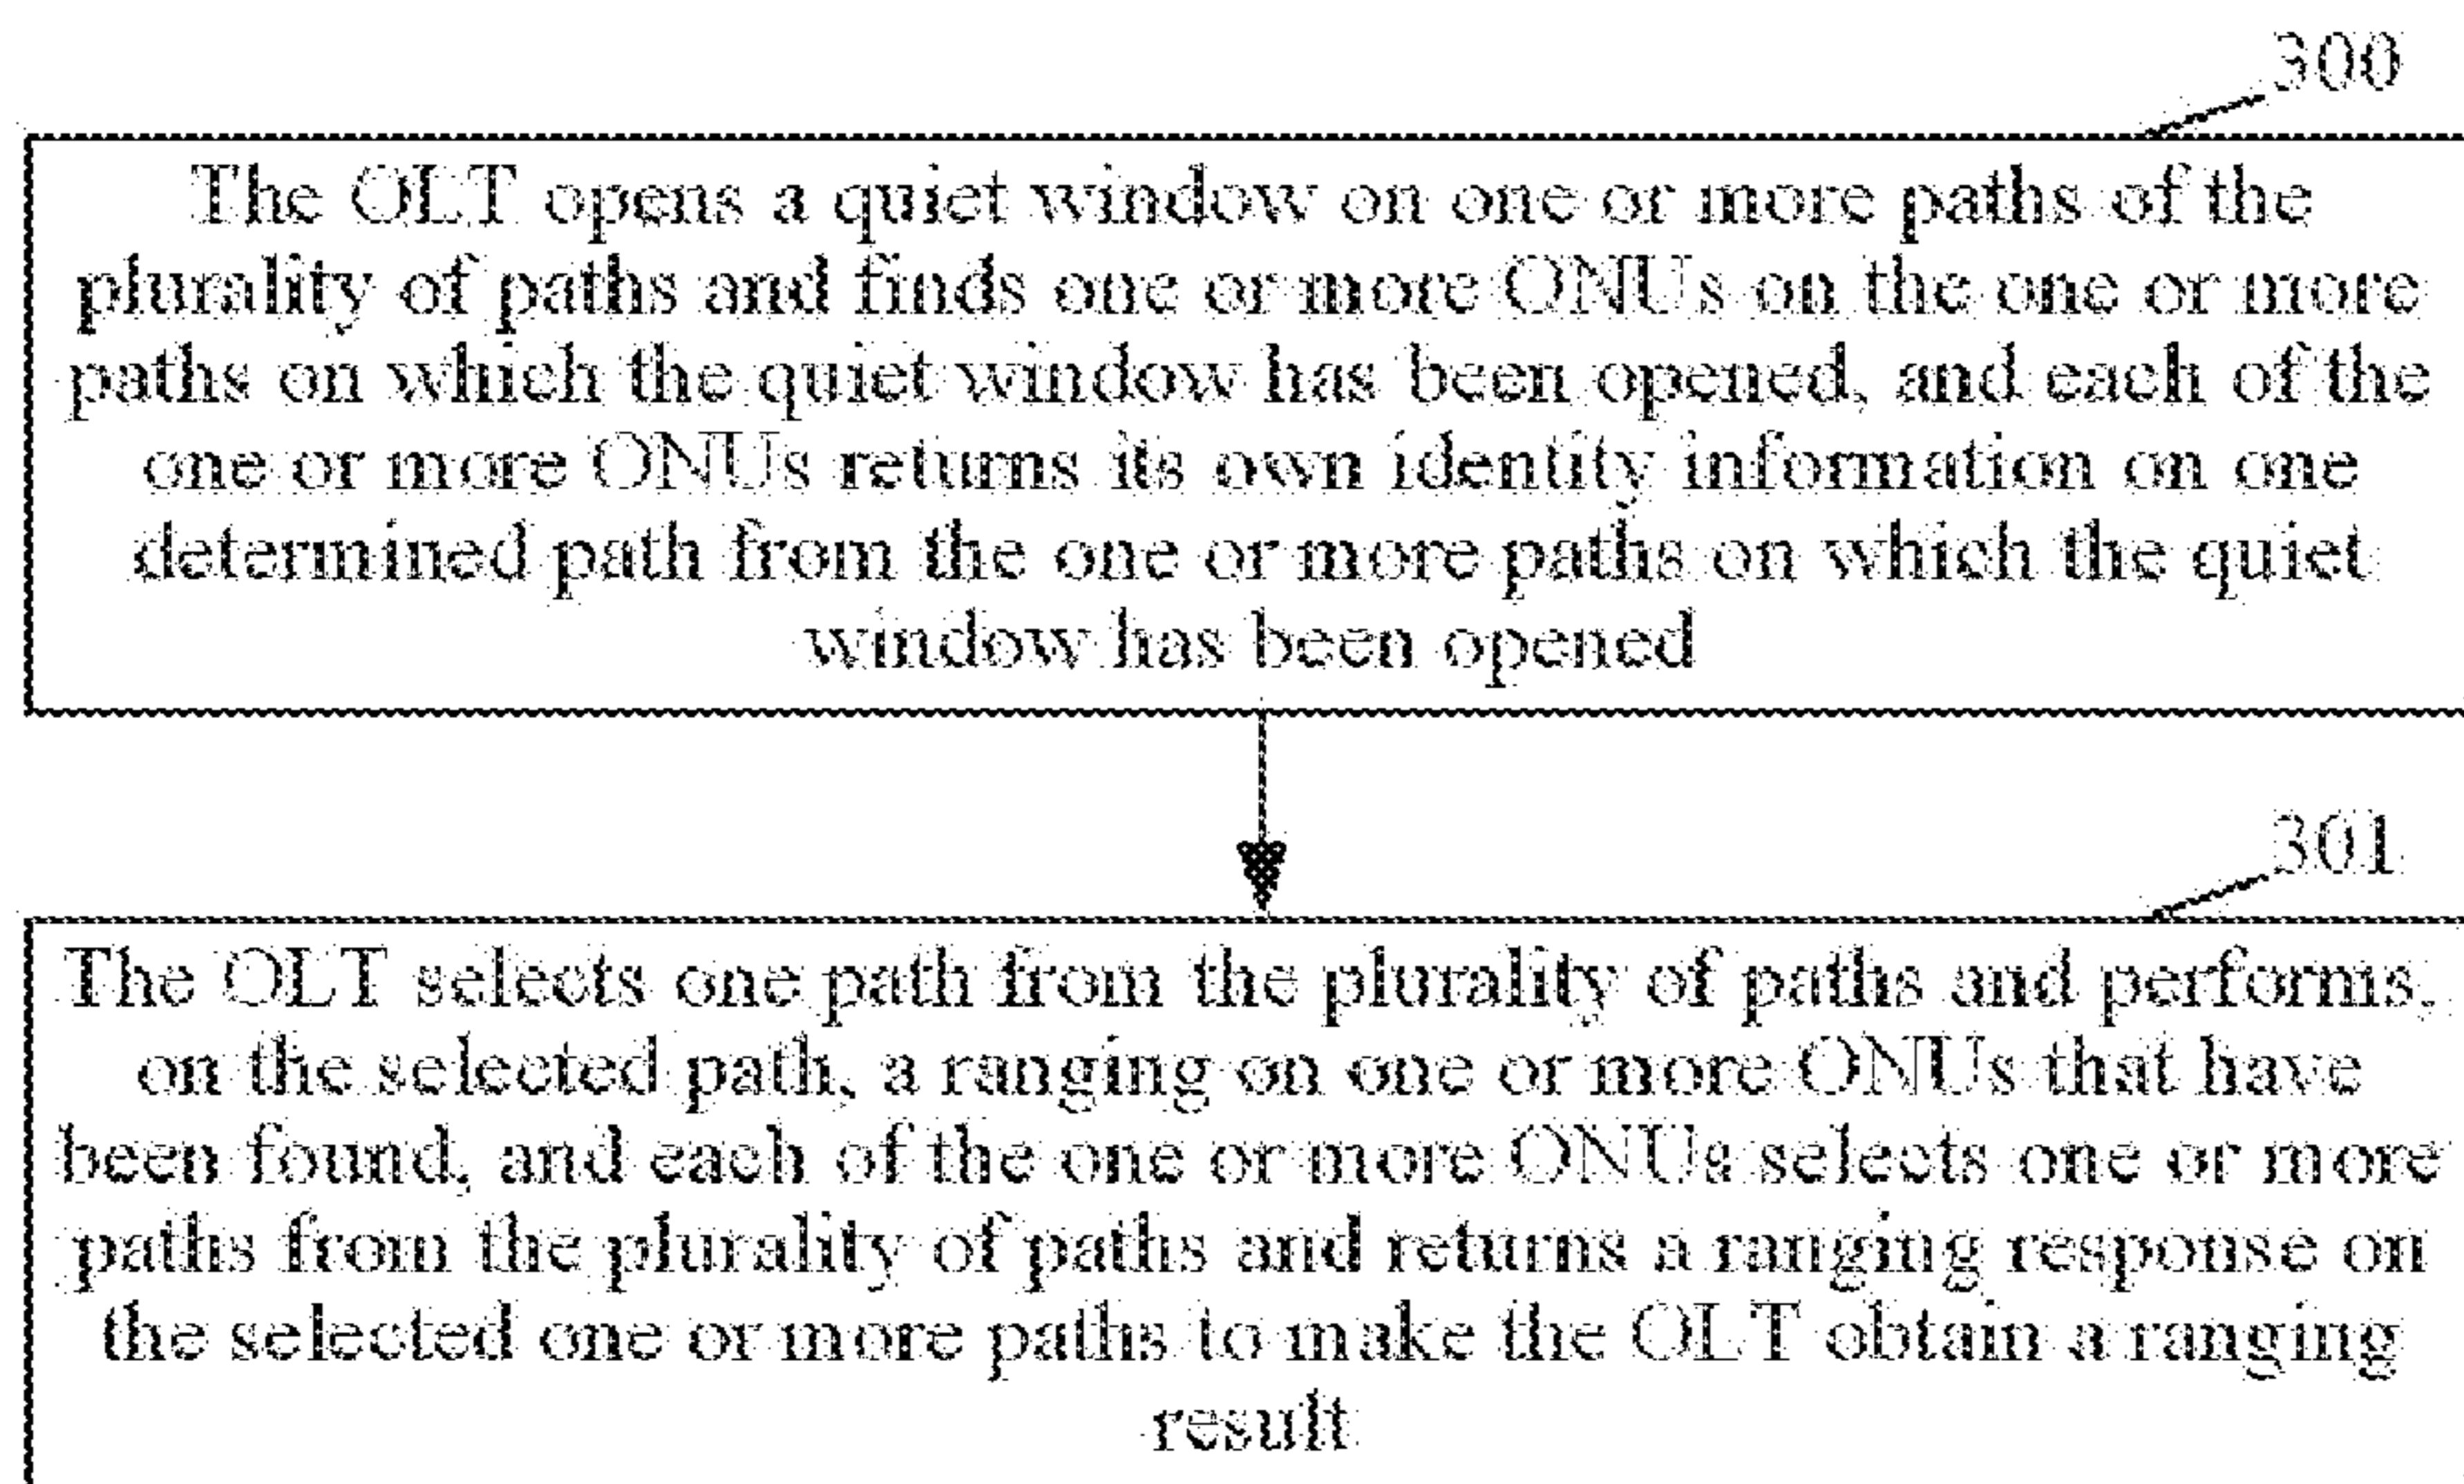 300
The OLT opens a quiet window on one or more paths of the
plurality of paths and finds one or more ONUs on the one or more
paths on which the quiet window has been opened, and each of the
one or more ONUs returns its own identity information on one
determined path from the one or more paths on which the quiet
window has been opened
301
The OLT selects one path from the plurality of paths and performs,
on the selected path, a ranging on one or more ONUs that have
been found, and each of the one or more ONUs selects one or more
paths from the plurality of paths and returns a ranging response on
the selected one or more paths to make the OLT obtain a ranging
result